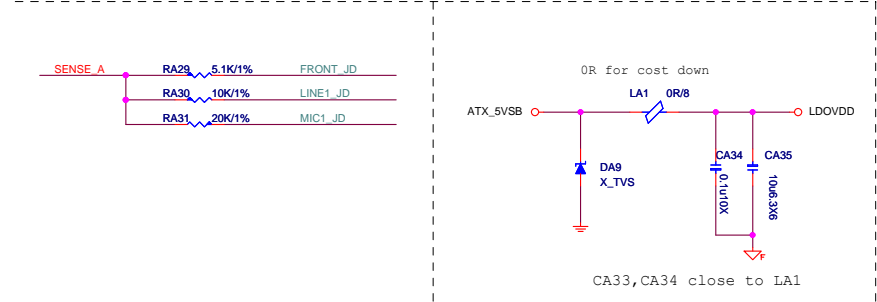 SENSE_A
RA29 5.1K/1% FRONT_JD
RA30 10K/1% LINE1_JD
RA31 20K/1% MIC1_JD
0R for cost down
LA1 0R/8
ATX_5VSB
LDOVDD
DA9
X_TVS
CA34
0.1u10X
CA35
10u6.3X6
F
CA33,CA34 close to LA1